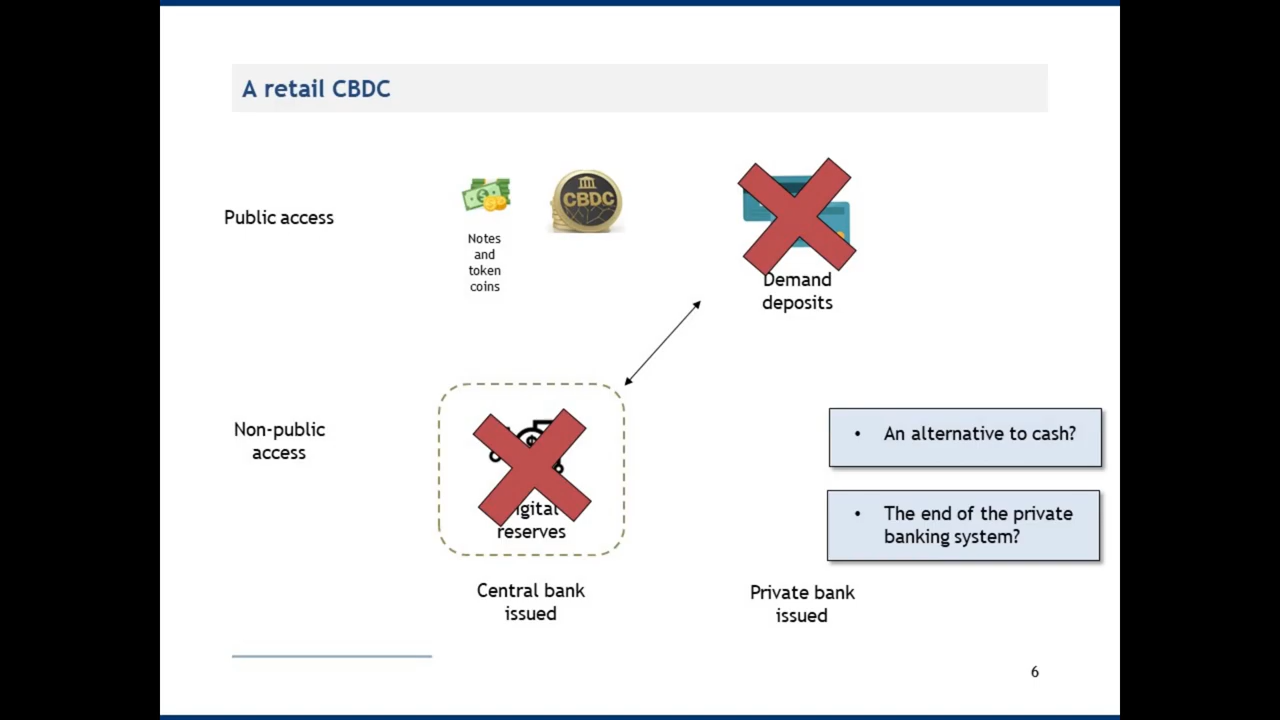 A retail CBDC
Public access
CBDC
Notes
and
token
coins
Demand
deposits
Non-public
access
reserves
• An alternative to cash?
• The end of the private
banking system?
Central bank
issued
Private bank
issued
6